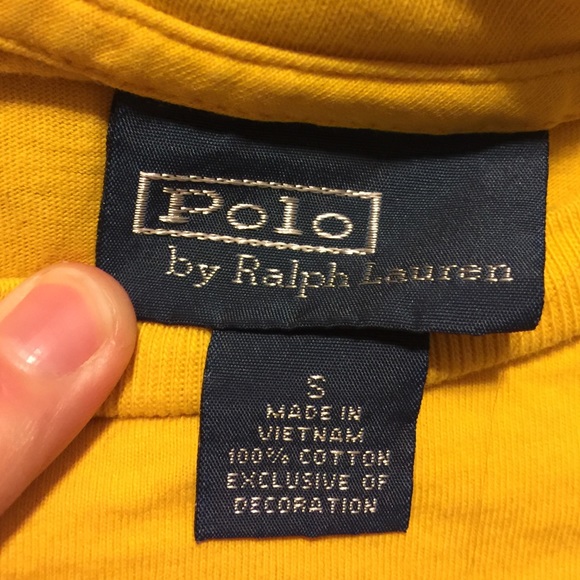 Polo
by Ralph Lauren
S
MADE IN
VIETNAM
100% COTTON
EXCLUSIVE OF
DECORATION